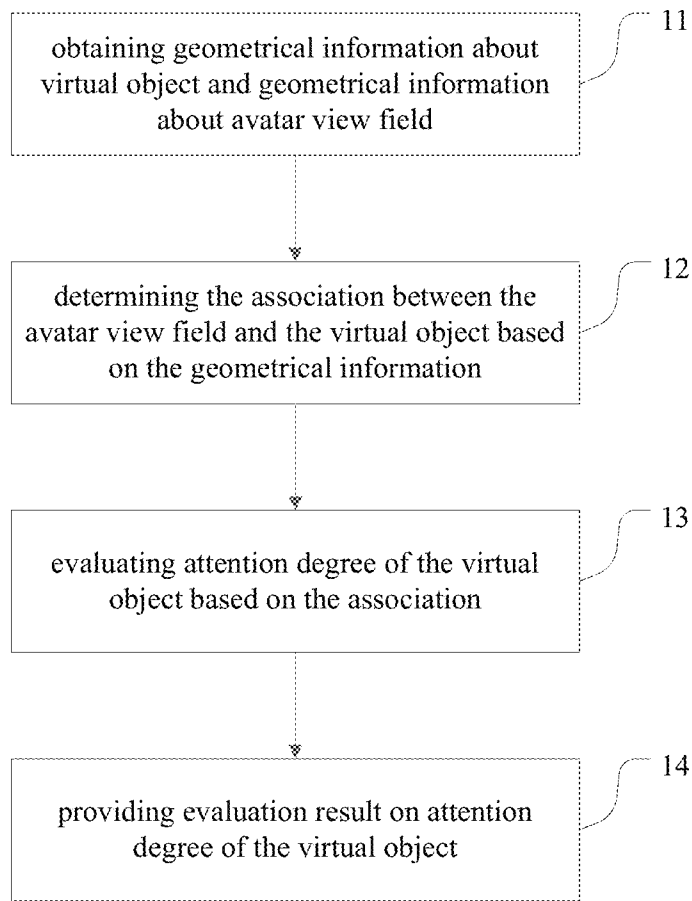 11
obtaining geometrical information about
virtual object and geometrical information
about avatar view field
12
determining the association between the
avatar view field and the virtual object based
on the geometrical information
13
evaluating attention degree of the virtual
object based on the association
14
providing evaluation result on attention
degree of the virtual object